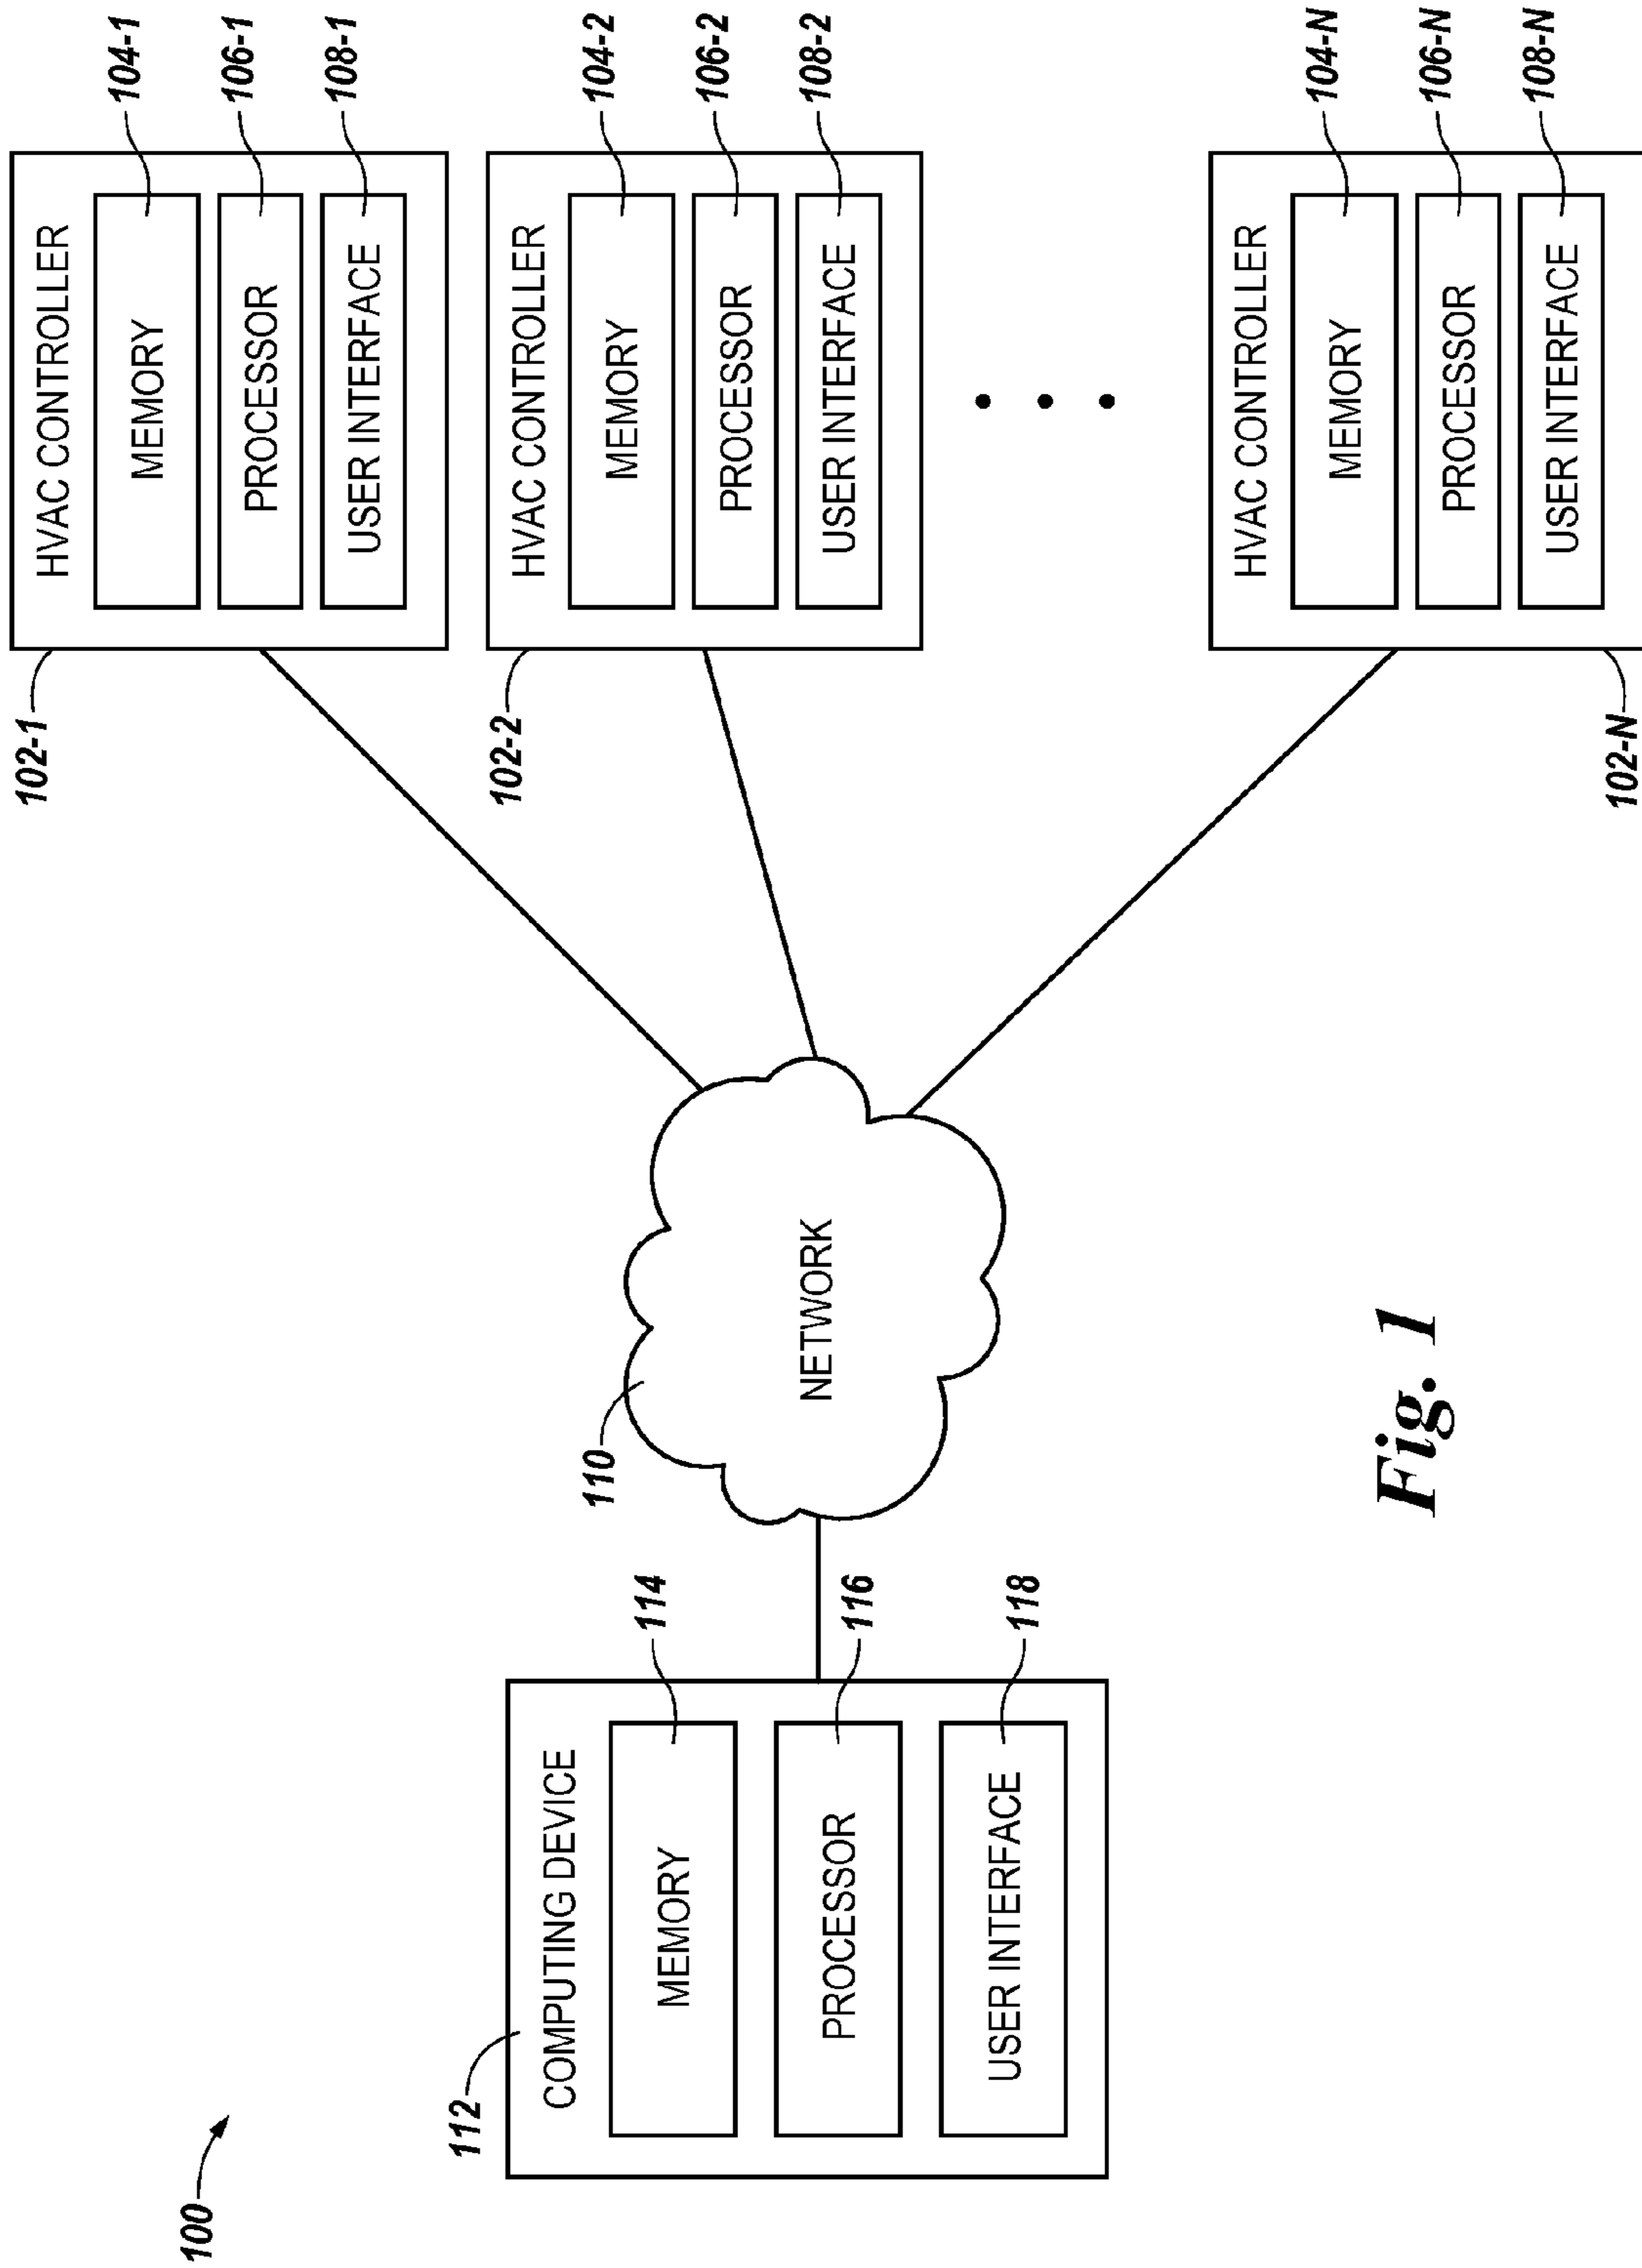 100
112
COMPUTING DEVICE
MEMORY
114
PROCESSOR
116
USER INTERFACE
118
110
NETWORK
102-1
HVAC CONTROLLER
MEMORY
104-1
PROCESSOR
106-1
USER INTERFACE
108-1
102-2
HVAC CONTROLLER
MEMORY
104-2
PROCESSOR
106-2
USER INTERFACE
108-2
102-N
HVAC CONTROLLER
MEMORY
104-N
PROCESSOR
106-N
USER INTERFACE
108-N
Fig. 1